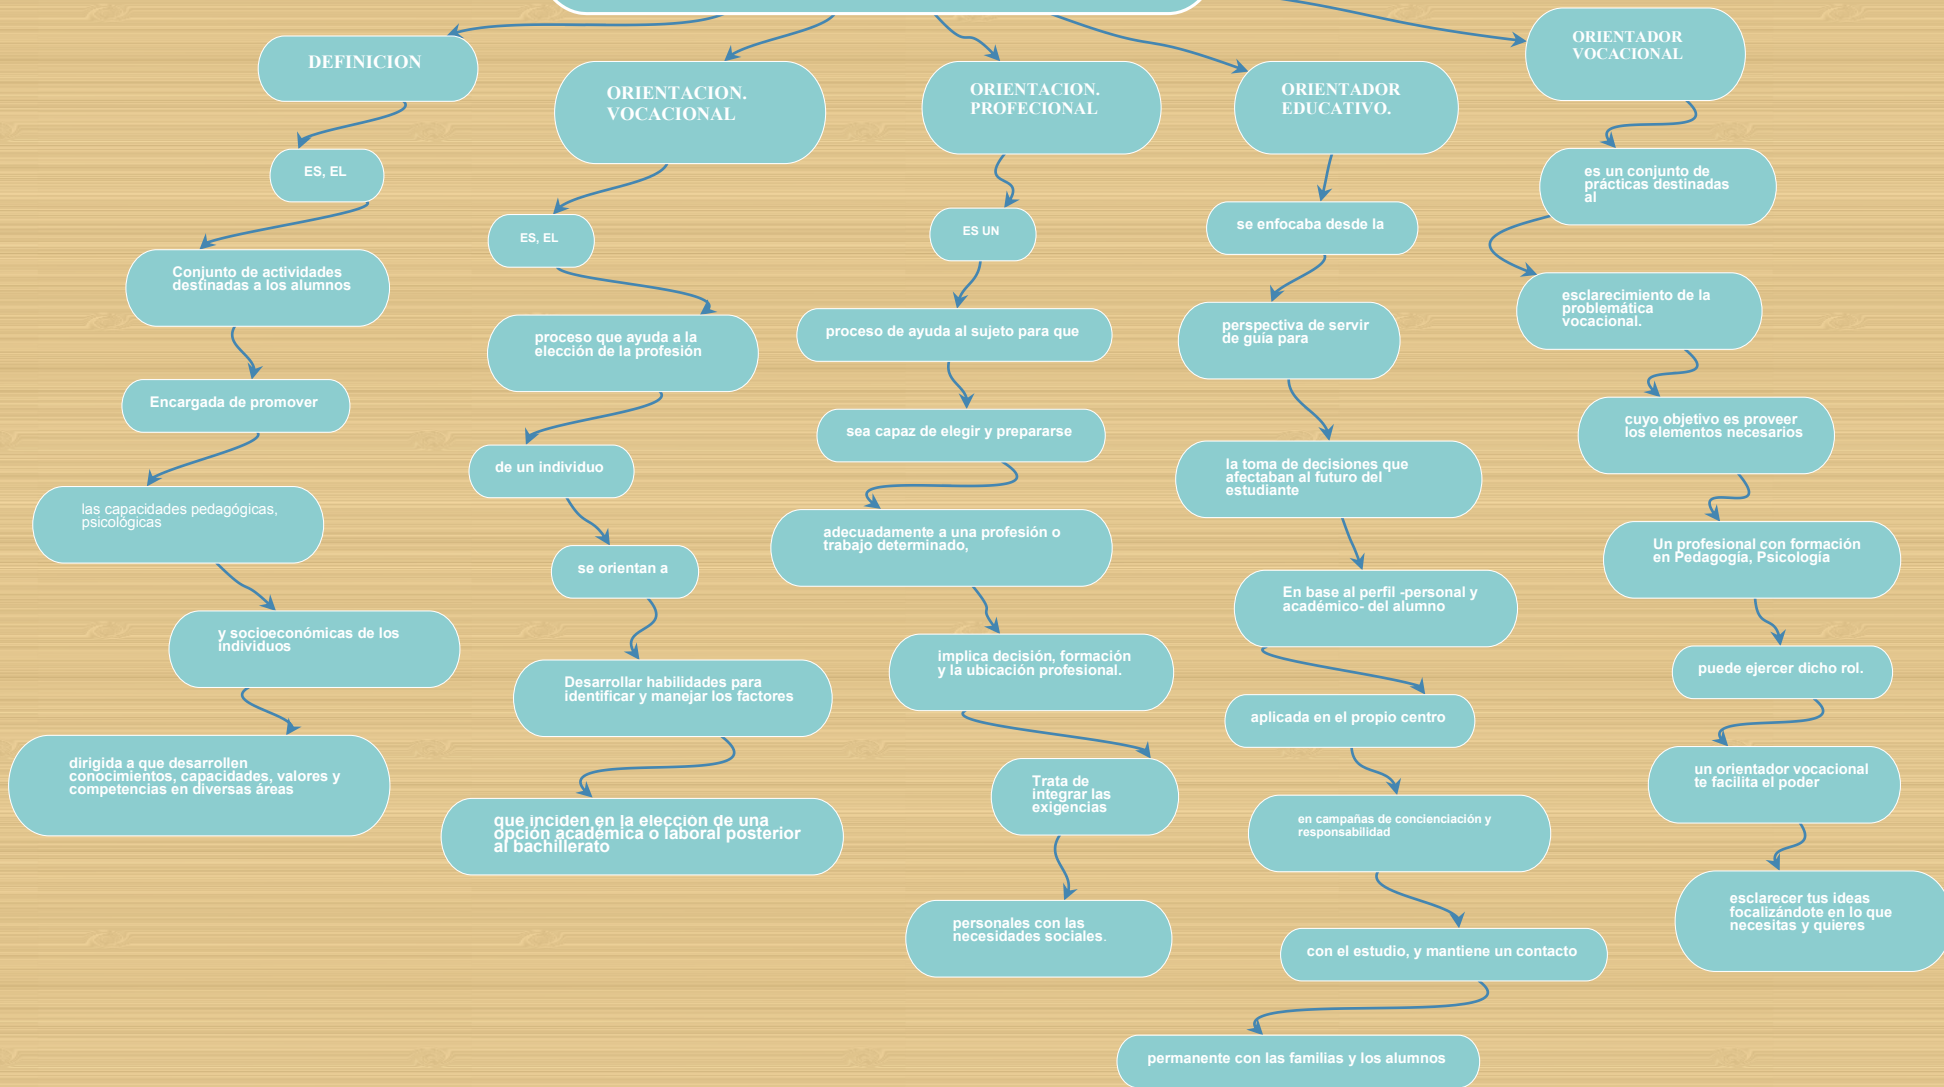 DEFINICION
ES, EL
Conjunto de actividades
destinadas a los alumnos
Encargada de promover
las capacidades pedagógicas,
psicológicas
y socioeconómicas de los
individuos
dirigida a que desarrollen
conocimientos, capacidades, valores y
competencias en diversas áreas
ORIENTACION.
VOCACIONAL
ES, EL
proceso que ayuda a la
elección de la profesión
de un individuo
se orientan a
Desarrollar habilidades para
identificar y manejar los factores
que inciden en la elección de una
opción académica o laboral posterior
al bachillerato
ORIENTACION.
PROFECIONAL
ES UN
proceso de ayuda al sujeto para que
sea capaz de elegir y prepararse
adecuadamente a una profesión o
trabajo determinado,
implica decisión, formación
y la ubicación profesional.
Trata de
integrar las
exigencias
personales con las
necesidades sociales.
ORIENTADOR
EDUCATIVO.
se enfocaba desde la
perspectiva de servir
de guía para
la toma de decisiones que
afectaban al futuro del
estudiante
En base al perfil -personal y
académico- del alumno
aplicada en el propio centro
en campañas de concienciación y
responsabilidad
con el estudio, y mantiene un contacto
permanente con las familias y los alumnos
ORIENTADOR
VOCACIONAL
es un conjunto de
prácticas destinadas
al
esclarecimiento de la
problemática
vocacional.
cuyo objetivo es proveer
los elementos necesarios
Un profesional con formación
en Pedagogía, Psicología
puede ejercer dicho rol.
un orientador vocacional
te facilita el poder
esclarecer tus ideas
focalizándote en lo que
necesitas y quieres